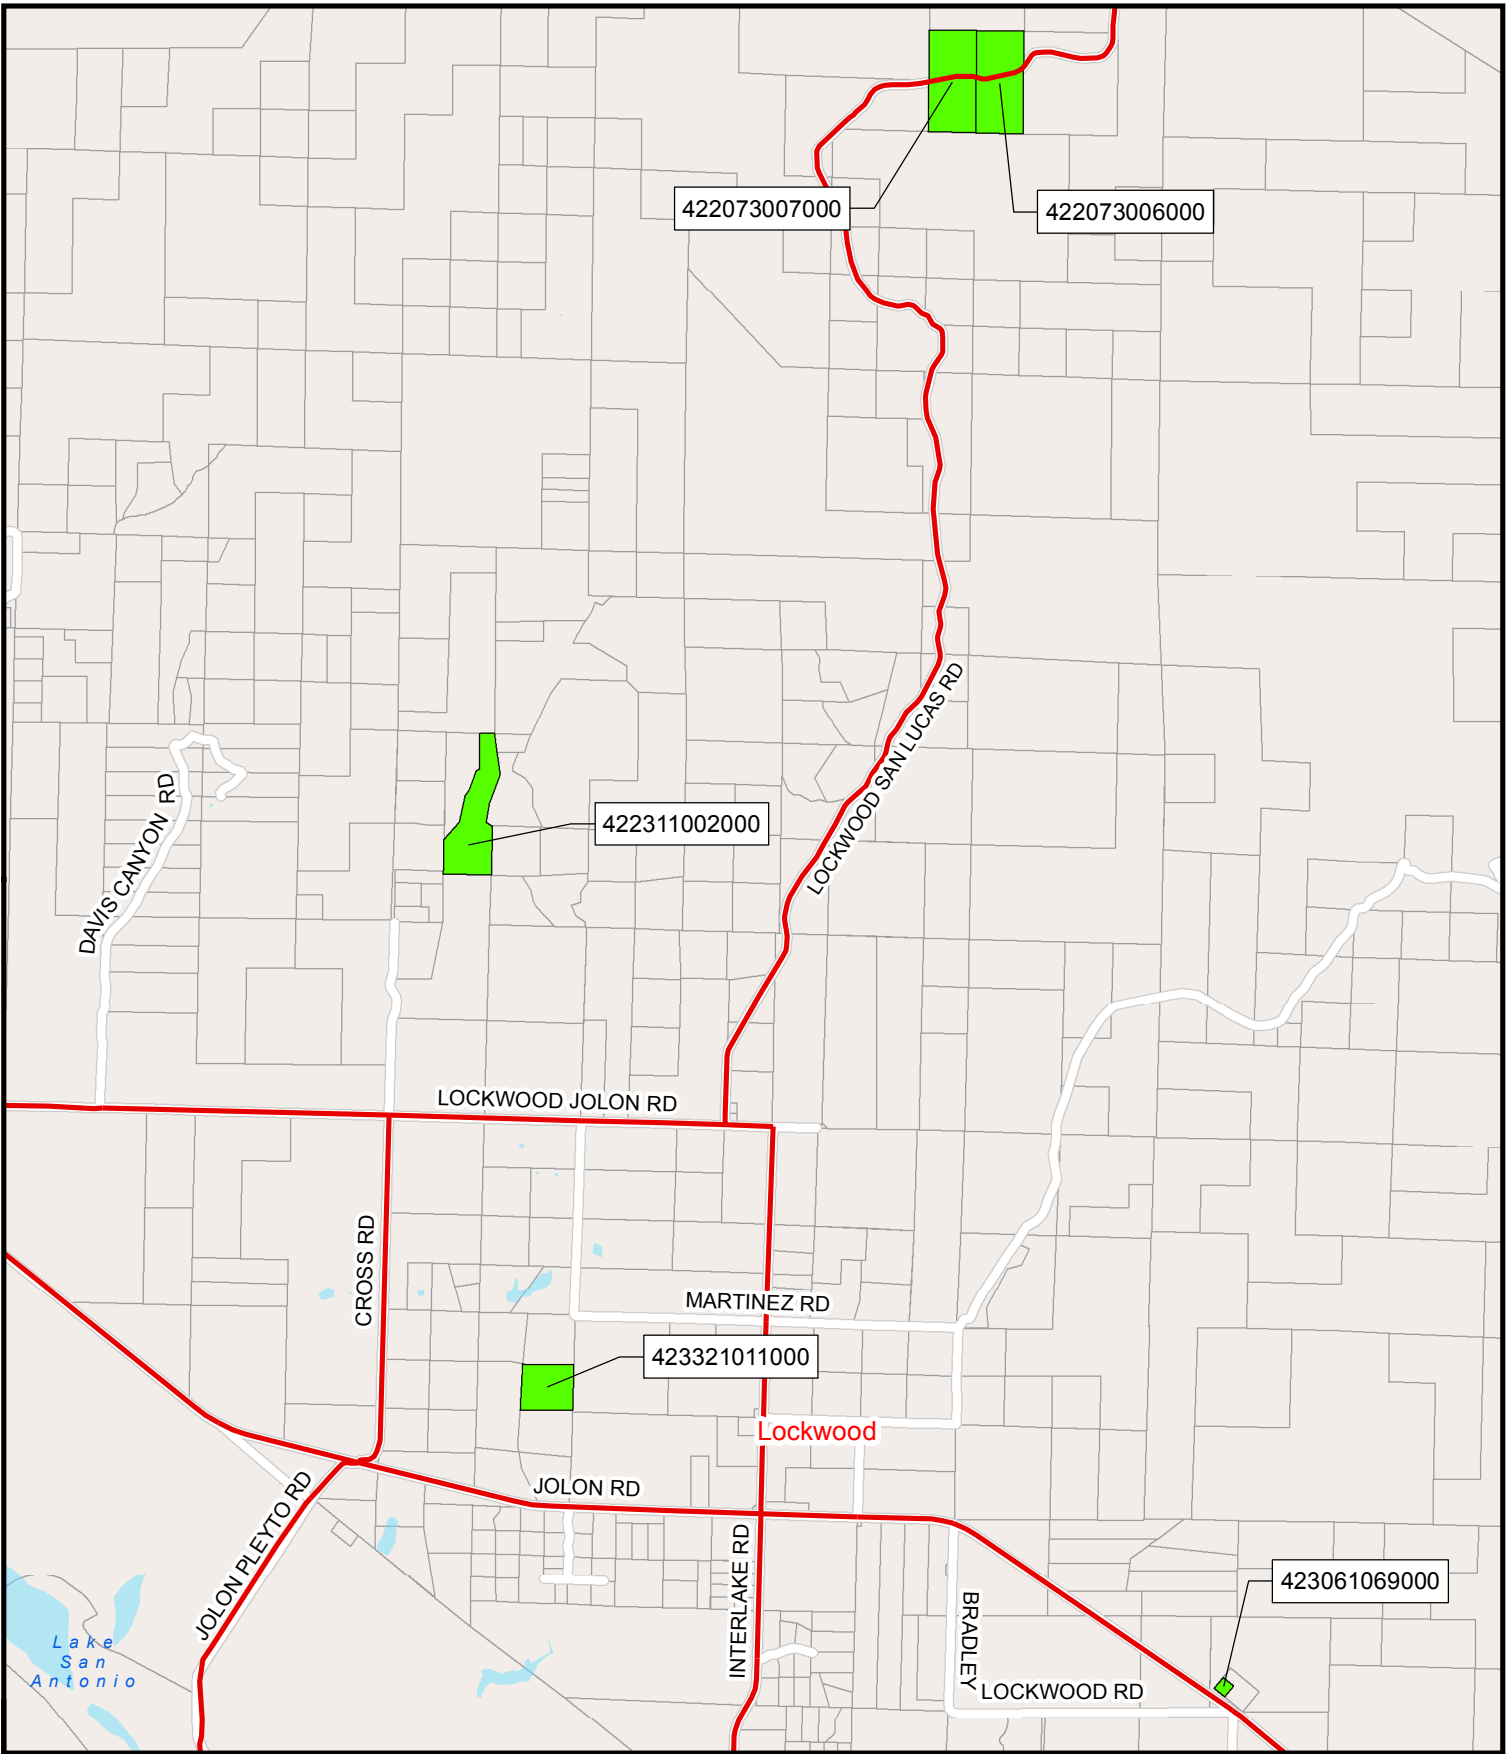 422073007000
422073006000
LOCKWOOD SAN LUCAS RD
422311002000
DAVIS CANYON RD
LOCKWOOD JOLON RD
CROSS RD
MARTINEZ RD
423321011000
Lockwood
JOLON RD
JOLON PLEYTO RD
INTERLAKE RD
423061069000
BRADLEY
LOCKWOOD RD
Lake
San
Antonio